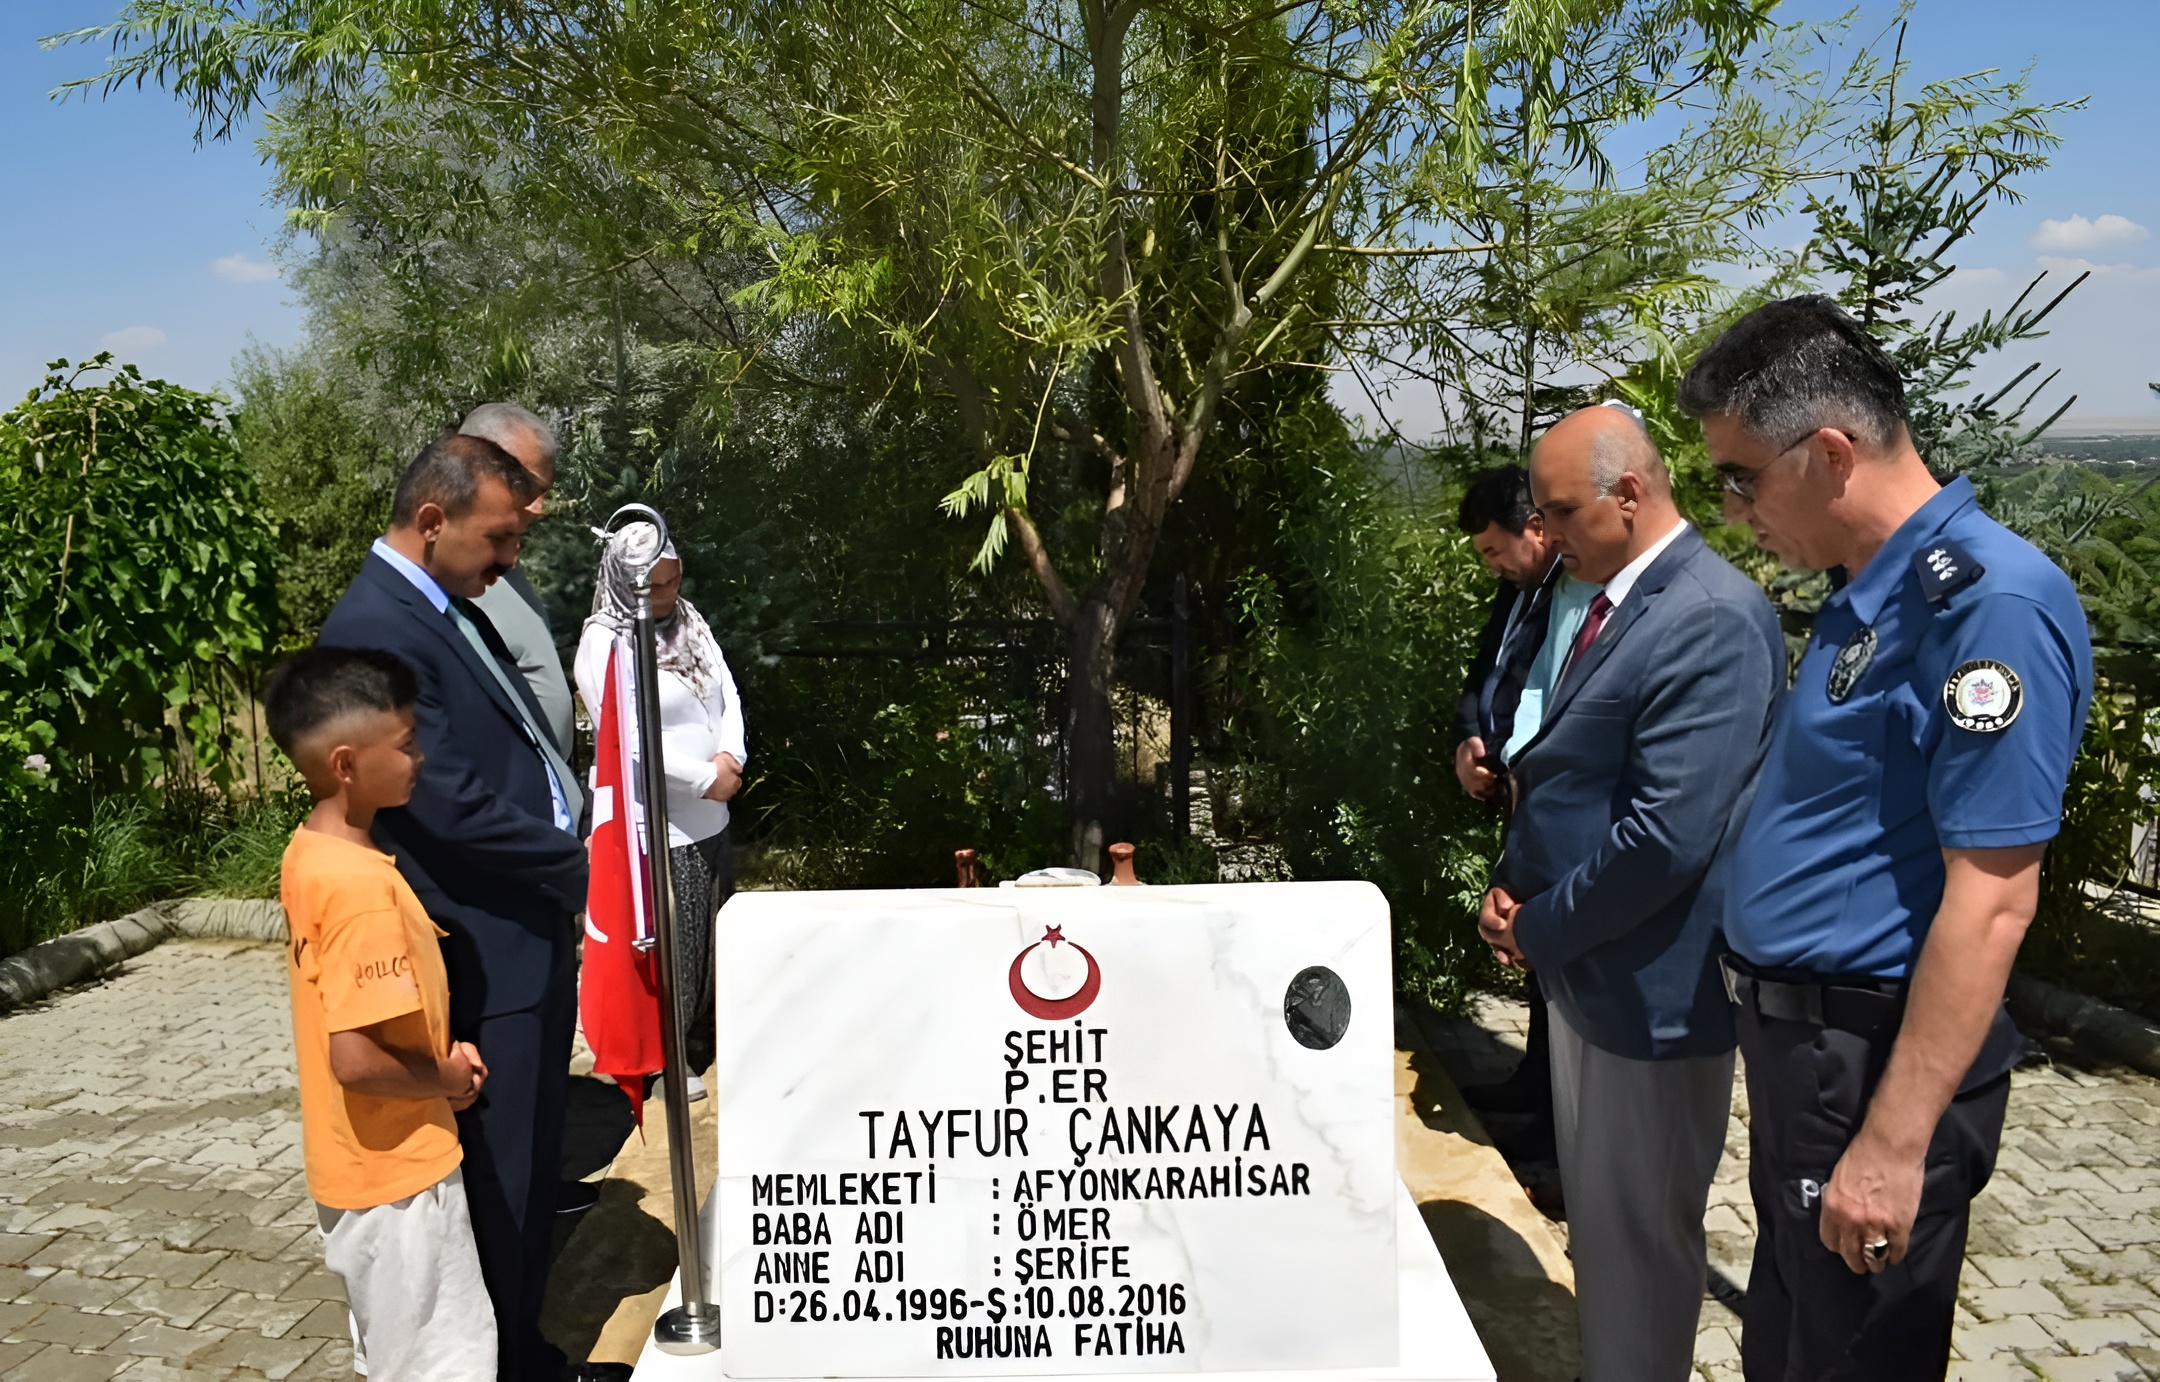 ŞEHİT
P.ER
TAYFUR ÇANKAYA
MEMLEKETİ : AFYONKARAHİSAR
BABA ADI : ÖMER
ANNE ADI : ŞERİFE
D:26.04.1996-Ş:10.08.2016
RUHUNA FATİHA